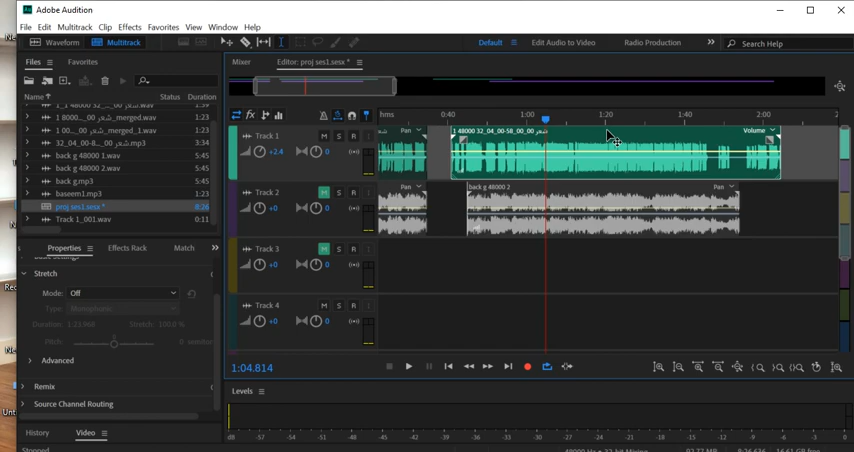 Adobe Audition
File Edit Multitrack Clip Effects Favorites View Window Help
Waveform Multitrack Default Edit Audio to Video Radio Production Search Help
Files Favorites
Mixer Editor: proj ses1.sesx *
Name Status Duration
hms 0:40 1:00 1:20 1:40 2:00
1:39
_merged.wav 1:23
_merged_1.wav 1:23
3:34
back g 48000 1.wav 5:45
back g 48000 2.wav 5:45
back g.mp3 5:45
baseem1.mp3 1:23
proj ses1.sesx * 8:26
Track 1_001.wav 0:11
Track 1 M S R I Pan Volume
+2.4 0
Track 2 M S R I Pan back g 48000 2 Pan
+0 0
Track 3 M S R I
+0 0
Track 4 M S R I
+0 0
Properties Effects Rack Match
Stretch
Mode: Off
Type: Monophonic
Stretch: 100.0 %
Pitch: 0
Advanced
Remix
Source Channel Routing
1:04.814
Levels
dB -57 -54 -51 -48 -45 -42 -39 -36 -33 -30 -27 -24 -21 -18 -15 -12 -9 -6 -3 0
History Video
Stopped